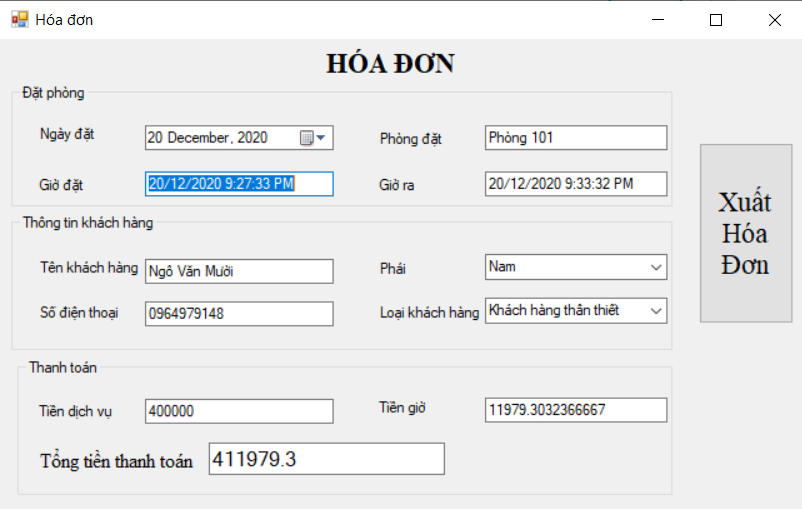 Hóa đơn
HÓA ĐƠN
Đặt phòng
Ngày đặt 20 December, 2020 Phòng đặt Phòng 101
Giờ đặt 20/12/2020 9:27:33 PM Giờ ra 20/12/2020 9:33:32 PM
Thông tin khách hàng
Tên khách hàng Ngô Văn Mười Phái Nam
Số điện thoại 0964979148 Loại khách hàng Khách hàng thân thiết
Thanh toán
Tiền dịch vụ 400000 Tiền giờ 11979.3032366667
Tổng tiền thanh toán 411979.3
Xuất
Hóa
Đơn